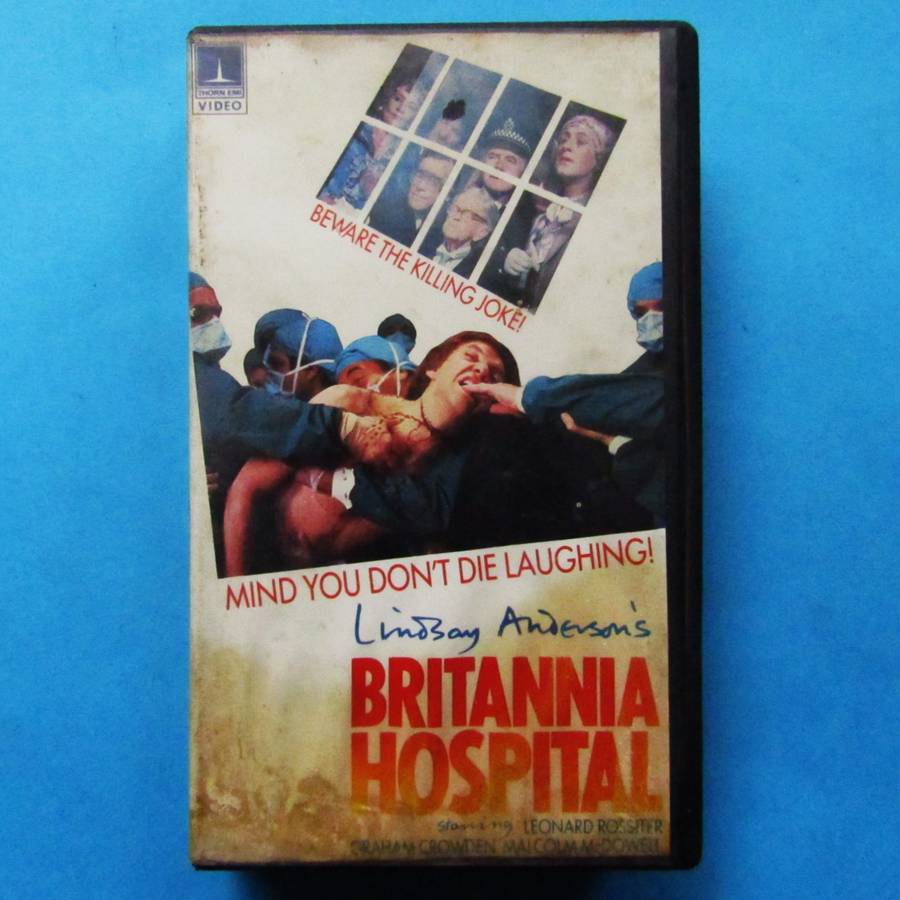 THORN EMI
VIDEO
BEWARE THE KILLING JOKE!
MIND YOU DON'T DIE LAUGHING!
Lindsay Anderson's
BRITANNIA
HOSPITAL
starring LEONARD ROSSITER
GRAHAM CROWDEN MALCOLM McDOWELL